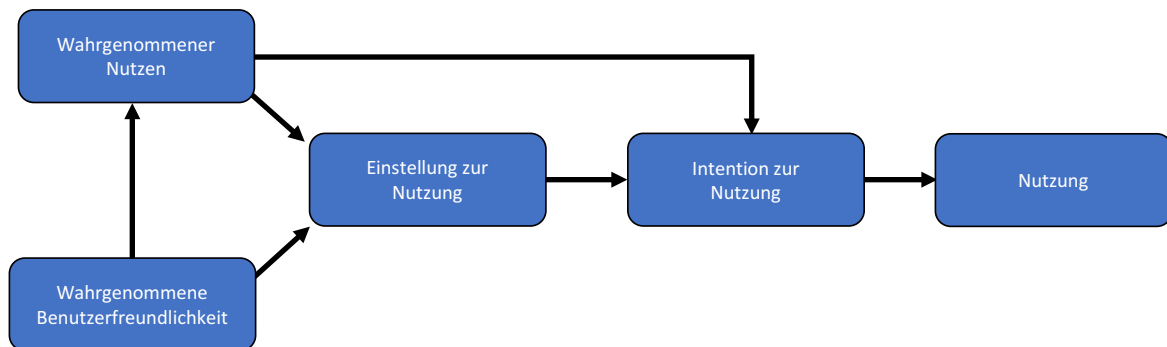 Wahrgenommener
Nutzen
Einstellung zur
Nutzung
Intention zur
Nutzung
Nutzung
Wahrgenommene
Benutzerfreundlichkeit